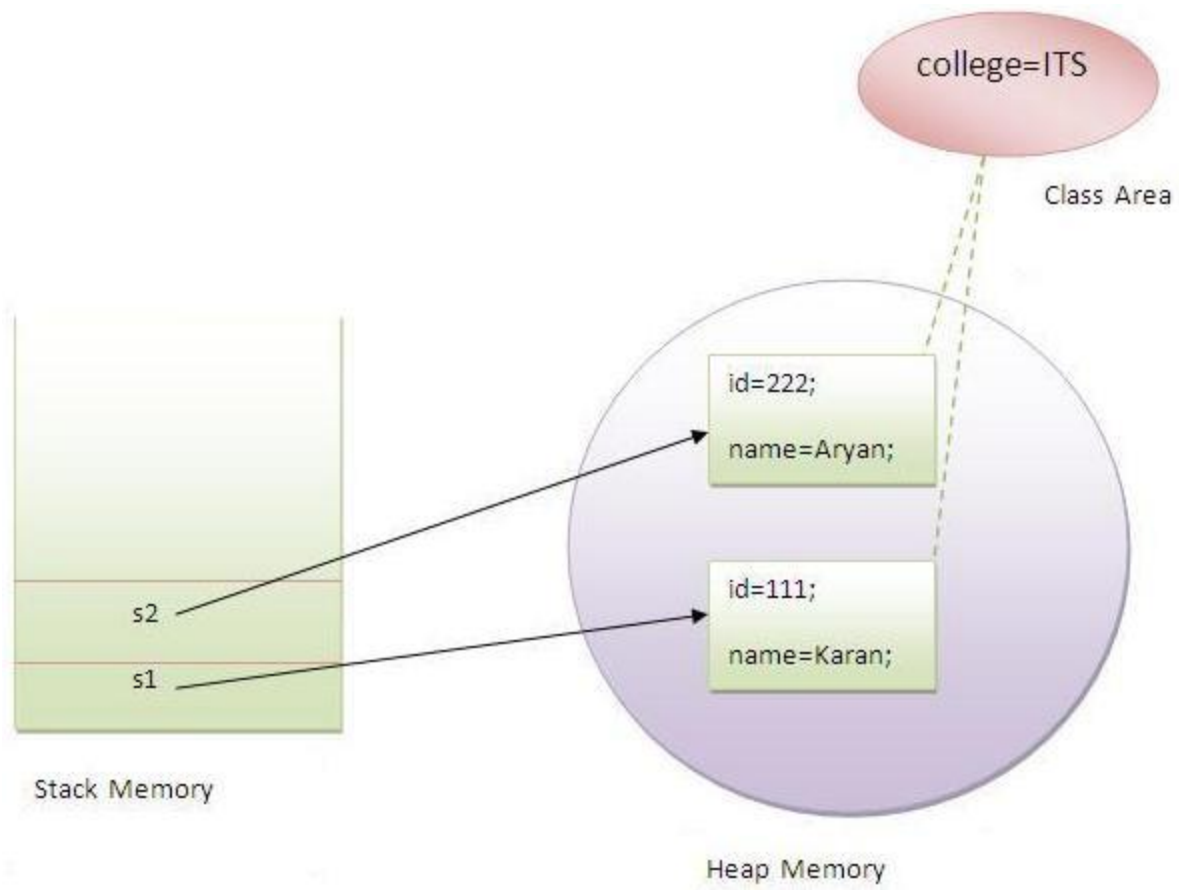 college=ITS
Class Area
id=222;
name=Aryan;
s2
id=111;
name=Karan;
s1
Stack Memory
Heap Memory